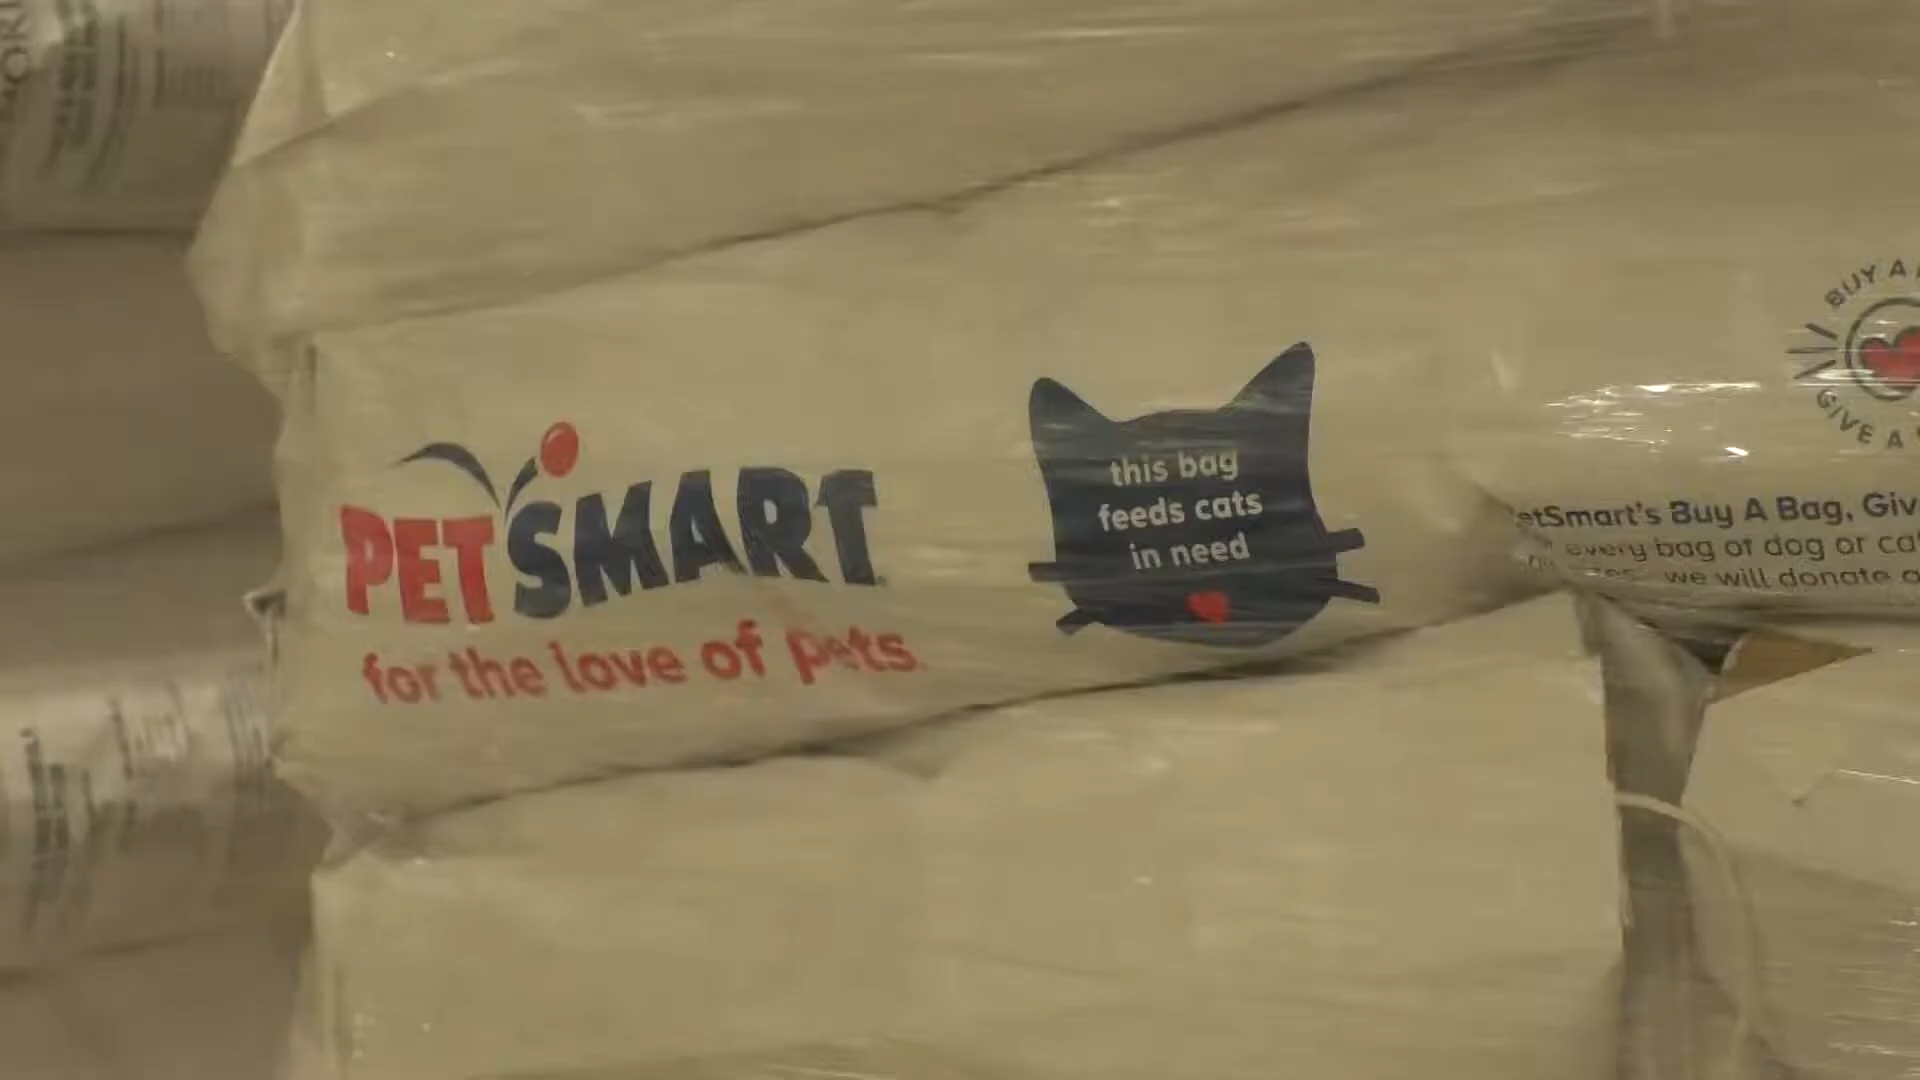 PETSMART
for the love of pets
this bag
feeds cats
in need
BUY A
GIVE A
etSmart's Buy A Bag, Giv
every bag of dog or ca
we will donate a